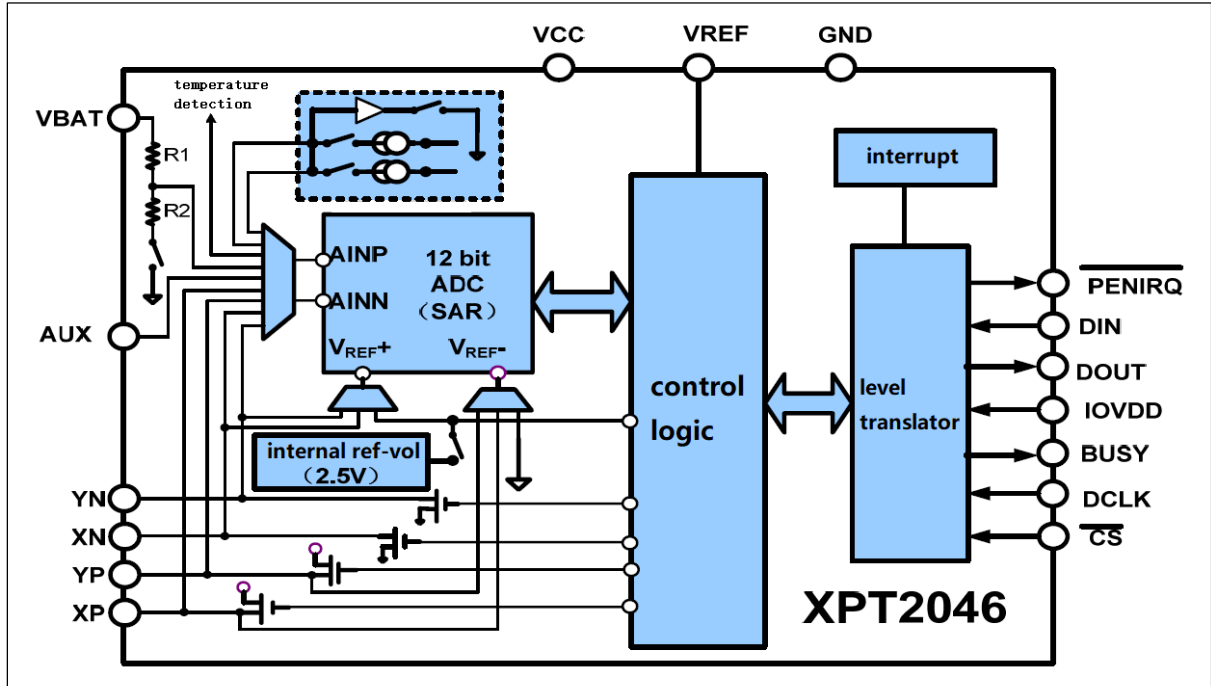 VCC
VREF
GND
temperature
detection
VBAT
R1
R2
AUX
interrupt
AINP
AINN
12 bit
ADC
（SAR）
VREF+
VREF-
control
logic
level
translator
PENIRQ
DIN
DOUT
IOVDD
BUSY
DCLK
CS
internal ref-vol
（2.5V）
YN
XN
YP
XP
XPT2046